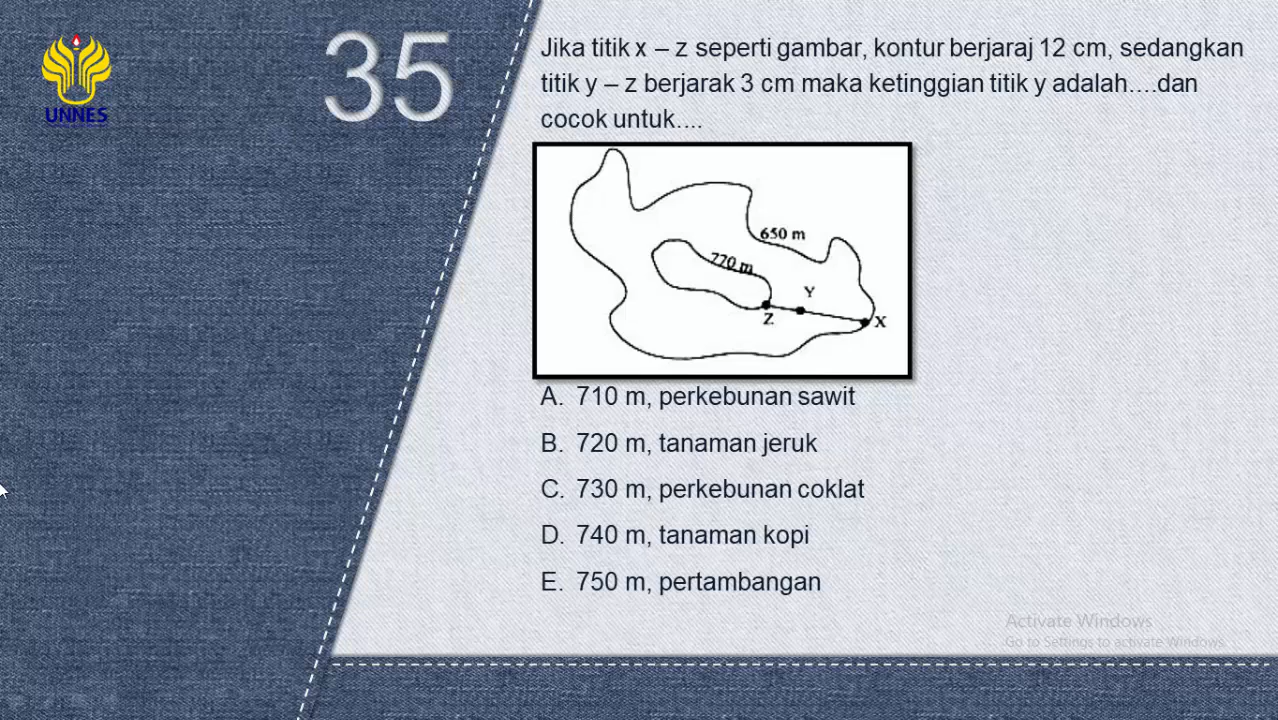 UNNES
35
Jika titik x – z seperti gambar, kontur berjaraj 12 cm, sedangkan
titik y – z berjarak 3 cm maka ketinggian titik y adalah....dan
cocok untuk....
650 m
770 m
Y
Z
X
A. 710 m, perkebunan sawit
B. 720 m, tanaman jeruk
C. 730 m, perkebunan coklat
D. 740 m, tanaman kopi
E. 750 m, pertambangan
Activate Windows
Go to Settings to activate Windows.